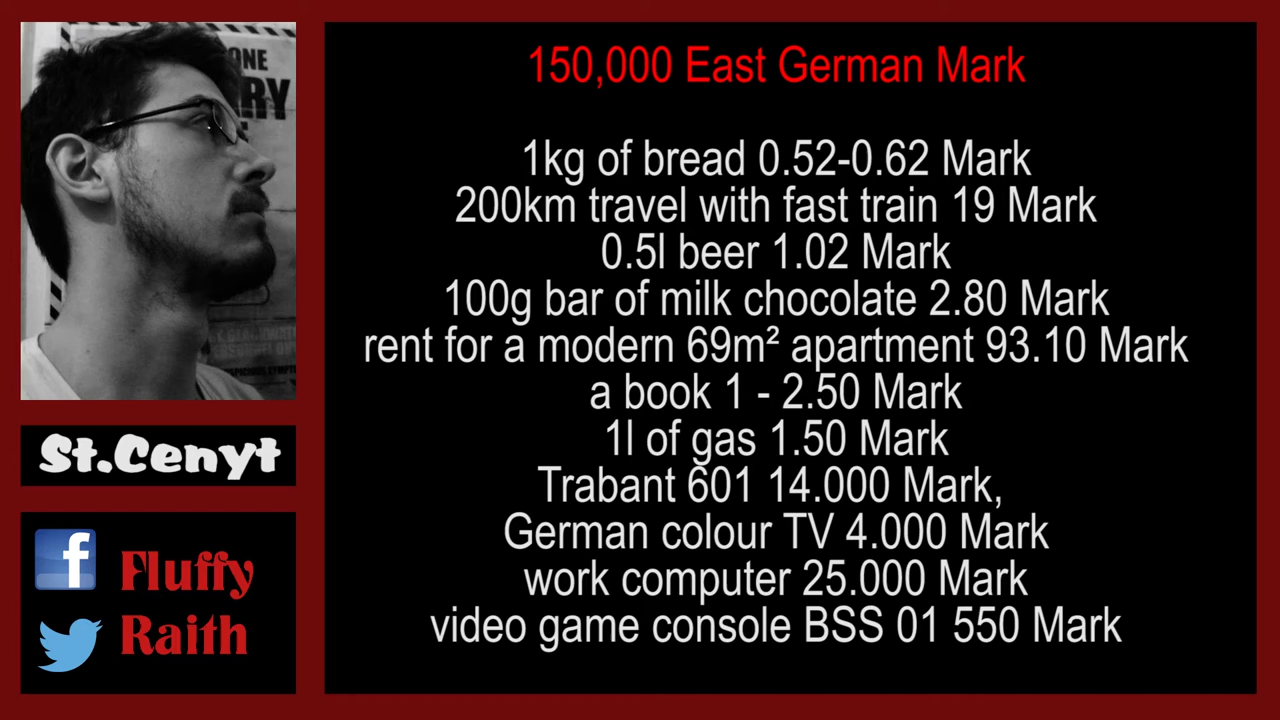 150,000 East German Mark
1kg of bread 0.52-0.62 Mark
200km travel with fast train 19 Mark
0.5l beer 1.02 Mark
100g bar of milk chocolate 2.80 Mark
rent for a modern 69m² apartment 93.10 Mark
a book 1 - 2.50 Mark
1l of gas 1.50 Mark
Trabant 601 14.000 Mark,
German colour TV 4.000 Mark
work computer 25.000 Mark
video game console BSS 01 550 Mark
St.Cenyt
f
Fluffy
Raith